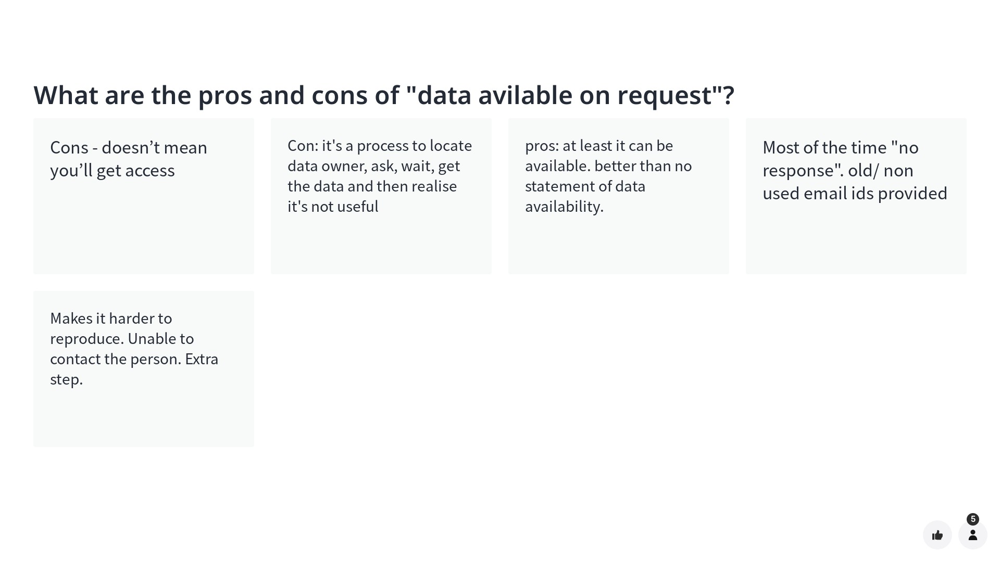 What are the pros and cons of "data avilable on request"?
Cons - doesn’t mean
you’ll get access
Con: it's a process to locate
data owner, ask, wait, get
the data and then realise
it's not useful
pros: at least it can be
available. better than no
statement of data
availability.
Most of the time "no
response". old/ non
used email ids provided
Makes it harder to
reproduce. Unable to
contact the person. Extra
step.
5